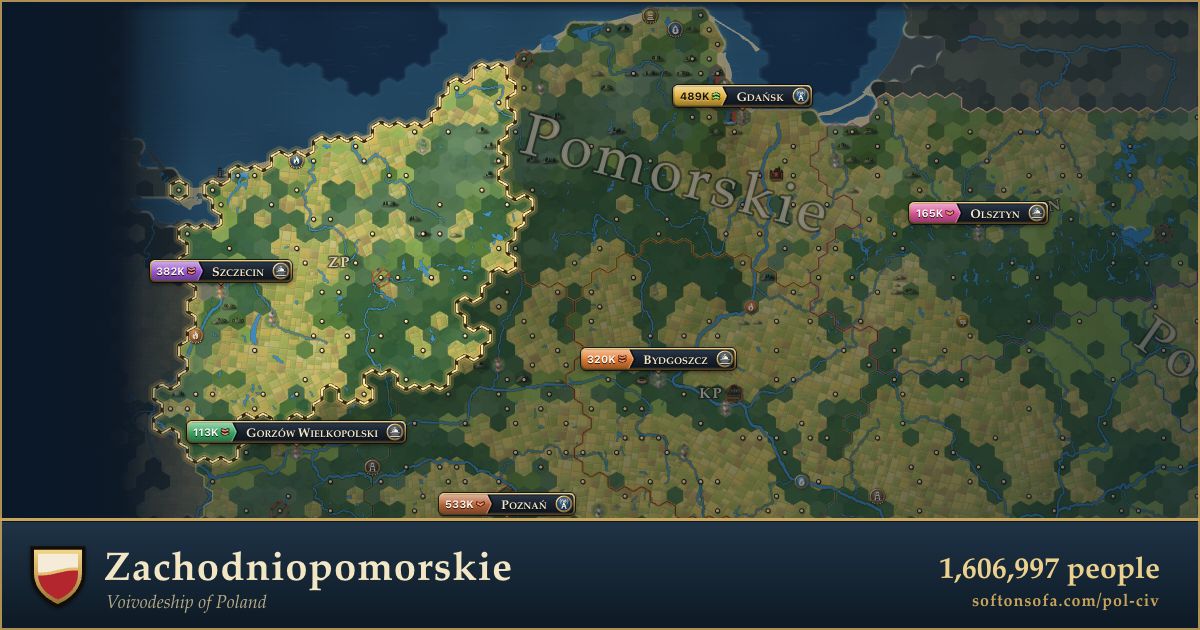 489K GDAŃSK
Pomorskie
165K OLSZTYN
N
ZP
382K SZCZECIN
Po
320K BYDGOSZCZ
KP
113K GORZÓW WIELKOPOLSKI
533K POZNAŃ
Zachodniopomorskie
1,606,997 people
Voivodeship of Poland
softonsofa.com/pol-civ